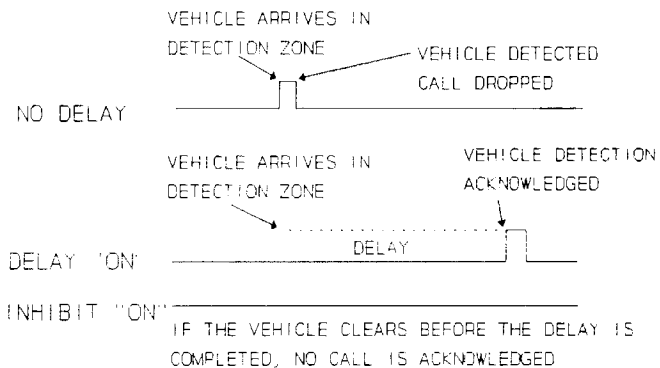 VEHICLE ARRIVES IN
DETECTION ZONE
VEHICLE DETECTED
CALL DROPPED
NO DELAY
VEHICLE ARRIVES IN
DETECTION ZONE
VEHICLE DETECTION
ACKNOWLEDGED
DELAY
DELAY 'ON'
INHIBIT "ON"
IF THE VEHICLE CLEARS BEFORE THE DELAY IS
COMPLETED, NO CALL IS ACKNOWLEDGED